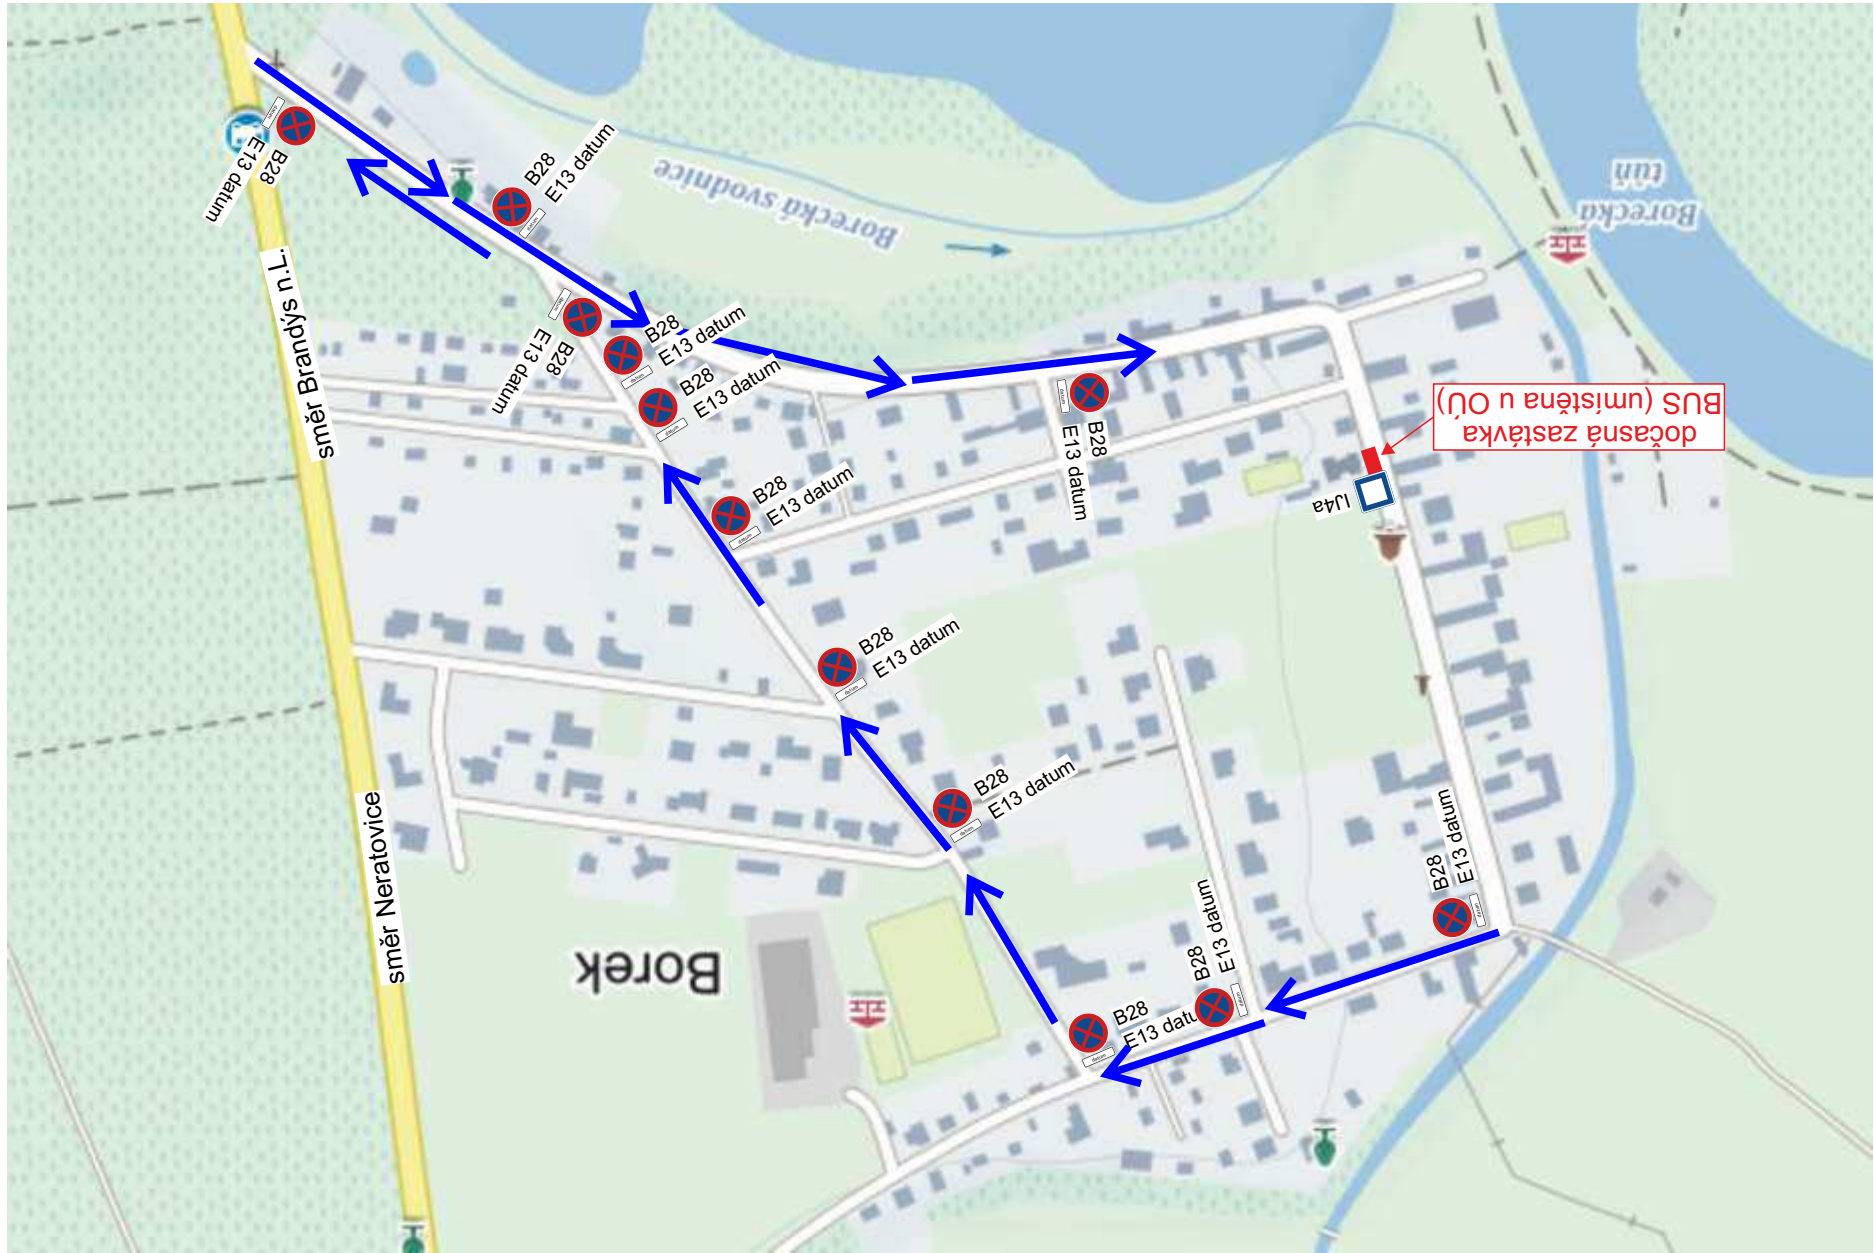 B28
E13 datum
B28
E13 datum
Borecká svodnice
Borecká
tůň
směr Brandýs n.L.
B28
E13 datum
B28
E13 datum
B28
E13 datum
B28
E13 datum
dočasná zastávka
BUS (umístěna u OÚ)
IJ4a
B28
E13 datum
B28
E13 datum
B28
E13 datum
směr Neratovice
B28
E13 datum
B28
E13 datum
B28
E13 datum
Borek